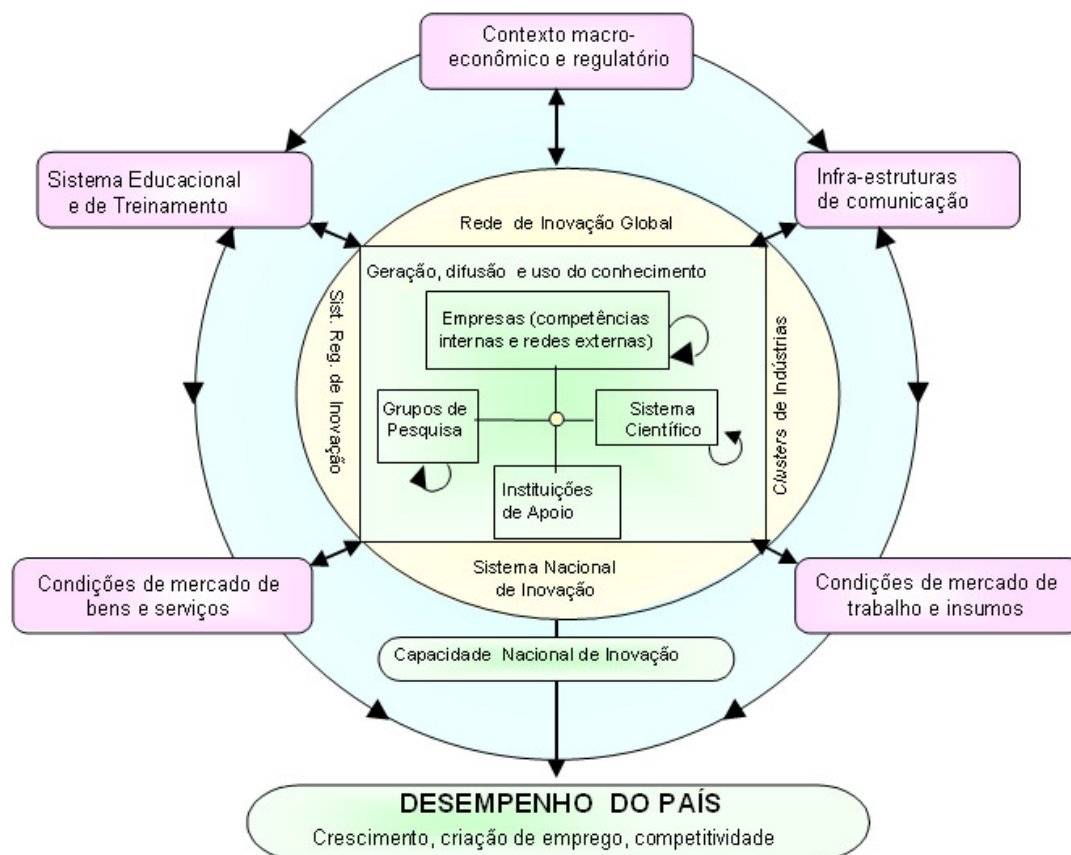 Contexto macro-
econômico e regulatório
Sistema Educacional
e de Treinamento
Infra-estruturas
de comunicação
Rede de Inovação Global
Geração, difusão e uso do conhecimento
Sist. Reg. de Inovação
Empresas (competências
internas e redes externas)
Clusters de Indústrias
Grupos de
Pesquisa
Sistema
Científico
Instituições
de Apoio
Condições de mercado de
bens e serviços
Sistema Nacional
de Inovação
Condições de mercado de
trabalho e insumos
Capacidade Nacional de Inovação
DESEMPENHO DO PAÍS
Crescimento, criação de emprego, competitividade